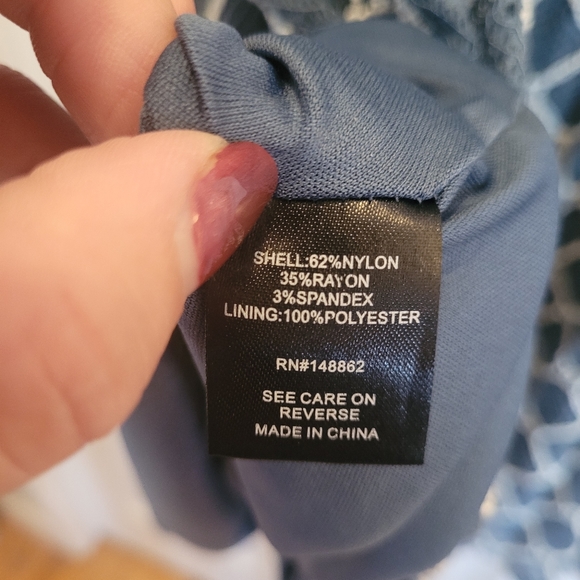 SHELL:62%NYLON
35%RAYON
3%SPANDEX
LINING:100%POLYESTER
RN#148862
SEE CARE ON
REVERSE
MADE IN CHINA